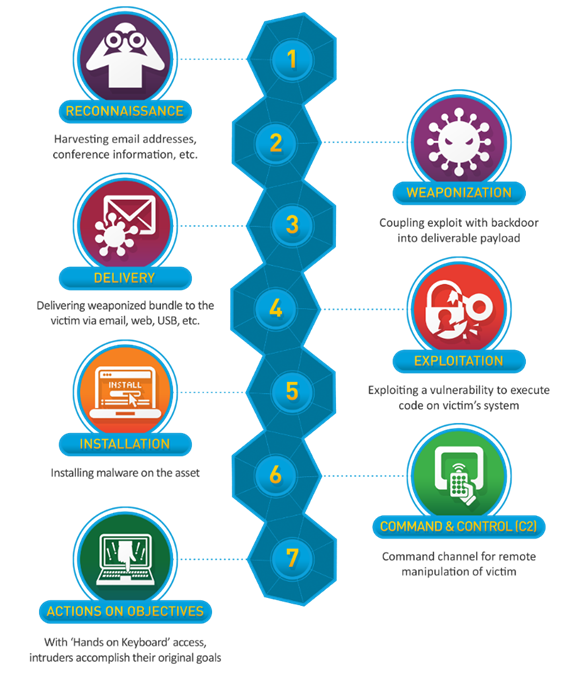 1
RECONNAISSANCE
Harvesting email addresses,
conference information, etc.
2
WEAPONIZATION
Coupling exploit with backdoor
into deliverable payload
3
DELIVERY
Delivering weaponized bundle to the
victim via email, web, USB, etc.
4
EXPLOITATION
Exploiting a vulnerability to execute
code on victim's system
5
INSTALL
INSTALLATION
Installing malware on the asset
6
COMMAND & CONTROL (C2)
Command channel for remote
manipulation of victim
7
ACTIONS ON OBJECTIVES
With 'Hands on Keyboard' access,
intruders accomplish their original goals